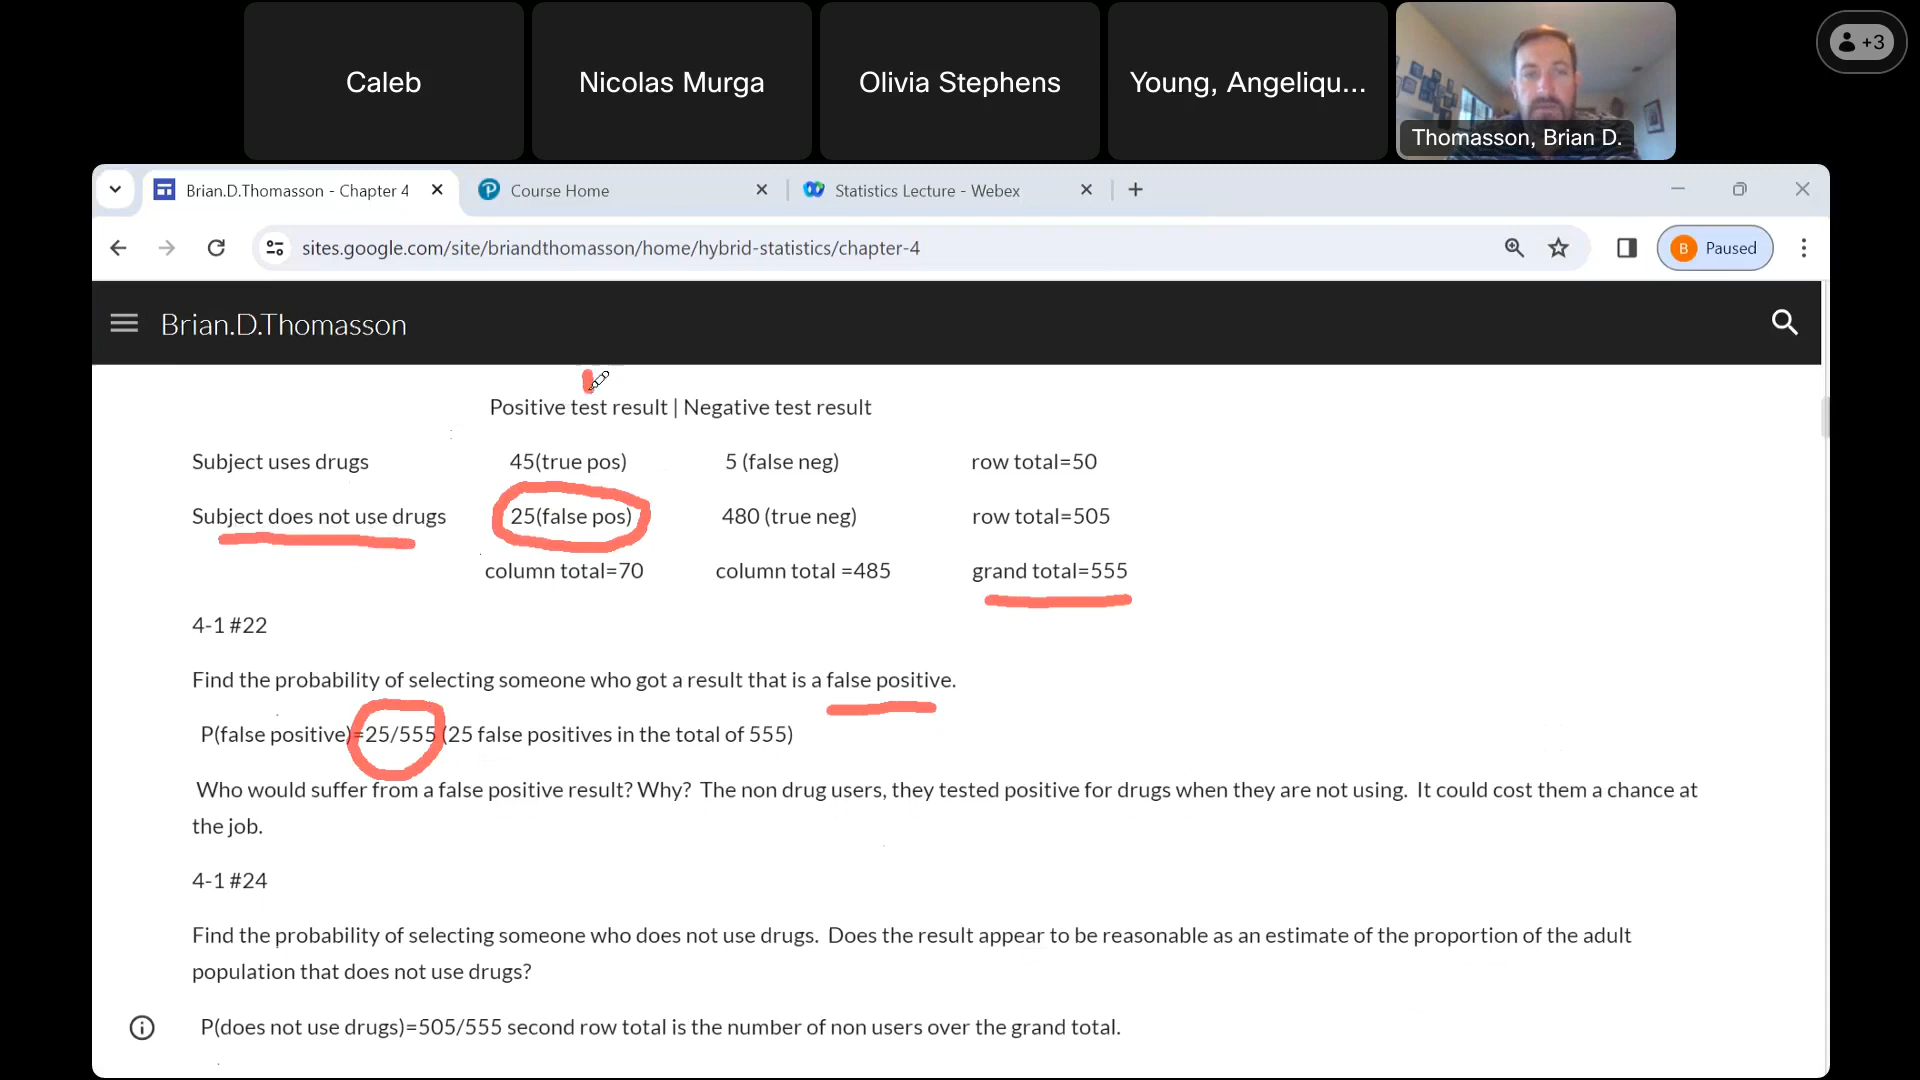 Caleb
Nicolas Murga
Olivia Stephens
Young, Angeliqu...
Thomasson, Brian D.
+3
Brian.D.Thomasson - Chapter 4
Course Home
Statistics Lecture - Webex
sites.google.com/site/briandthomasson/home/hybrid-statistics/chapter-4
B Paused
Brian.D.Thomasson
Positive test result | Negative test result
Subject uses drugs 45(true pos) 5 (false neg) row total=50
Subject does not use drugs 25(false pos) 480 (true neg) row total=505
column total=70 column total =485 grand total=555
4-1 #22
Find the probability of selecting someone who got a result that is a false positive.
P(false positive)=25/555 (25 false positives in the total of 555)
Who would suffer from a false positive result? Why? The non drug users, they tested positive for drugs when they are not using. It could cost them a chance at
the job.
4-1 #24
Find the probability of selecting someone who does not use drugs. Does the result appear to be reasonable as an estimate of the proportion of the adult
population that does not use drugs?
P(does not use drugs)=505/555 second row total is the number of non users over the grand total.